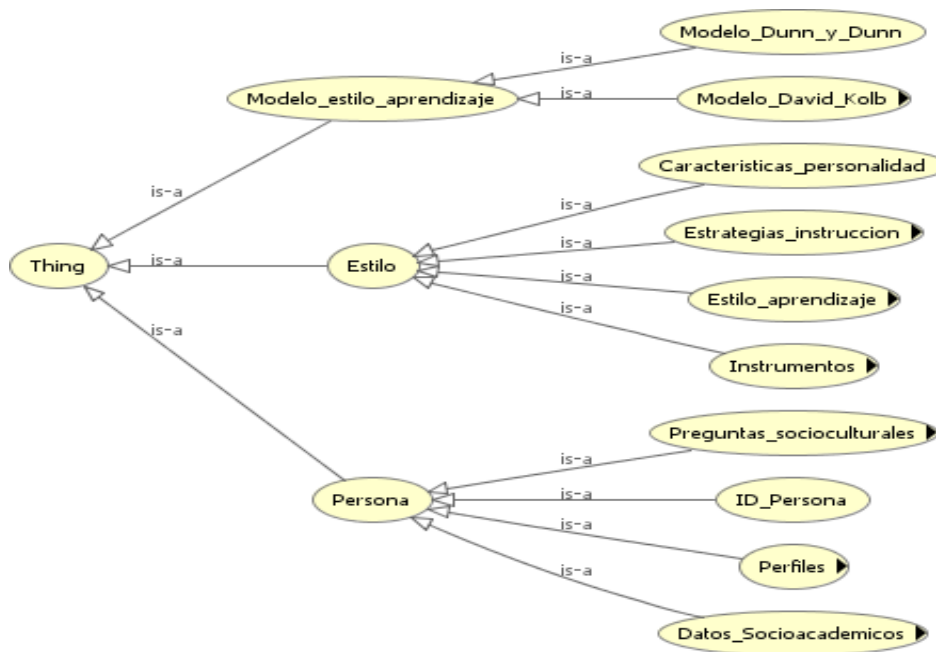 Modelo_Dunn_y_Dunn
is-a
Modelo_estilo_aprendizaje
is-a
Modelo_David_Kolb
Caracteristicas_personalidad
is-a
is-a
Estrategias_instruccion
is-a
Thing
is-a
Estilo
is-a
Estilo_aprendizaje
is-a
is-a
Instrumentos
Preguntas_socioculturales
is-a
Persona
is-a
ID_Persona
is-a
Perfiles
is-a
Datos_Socioacademicos